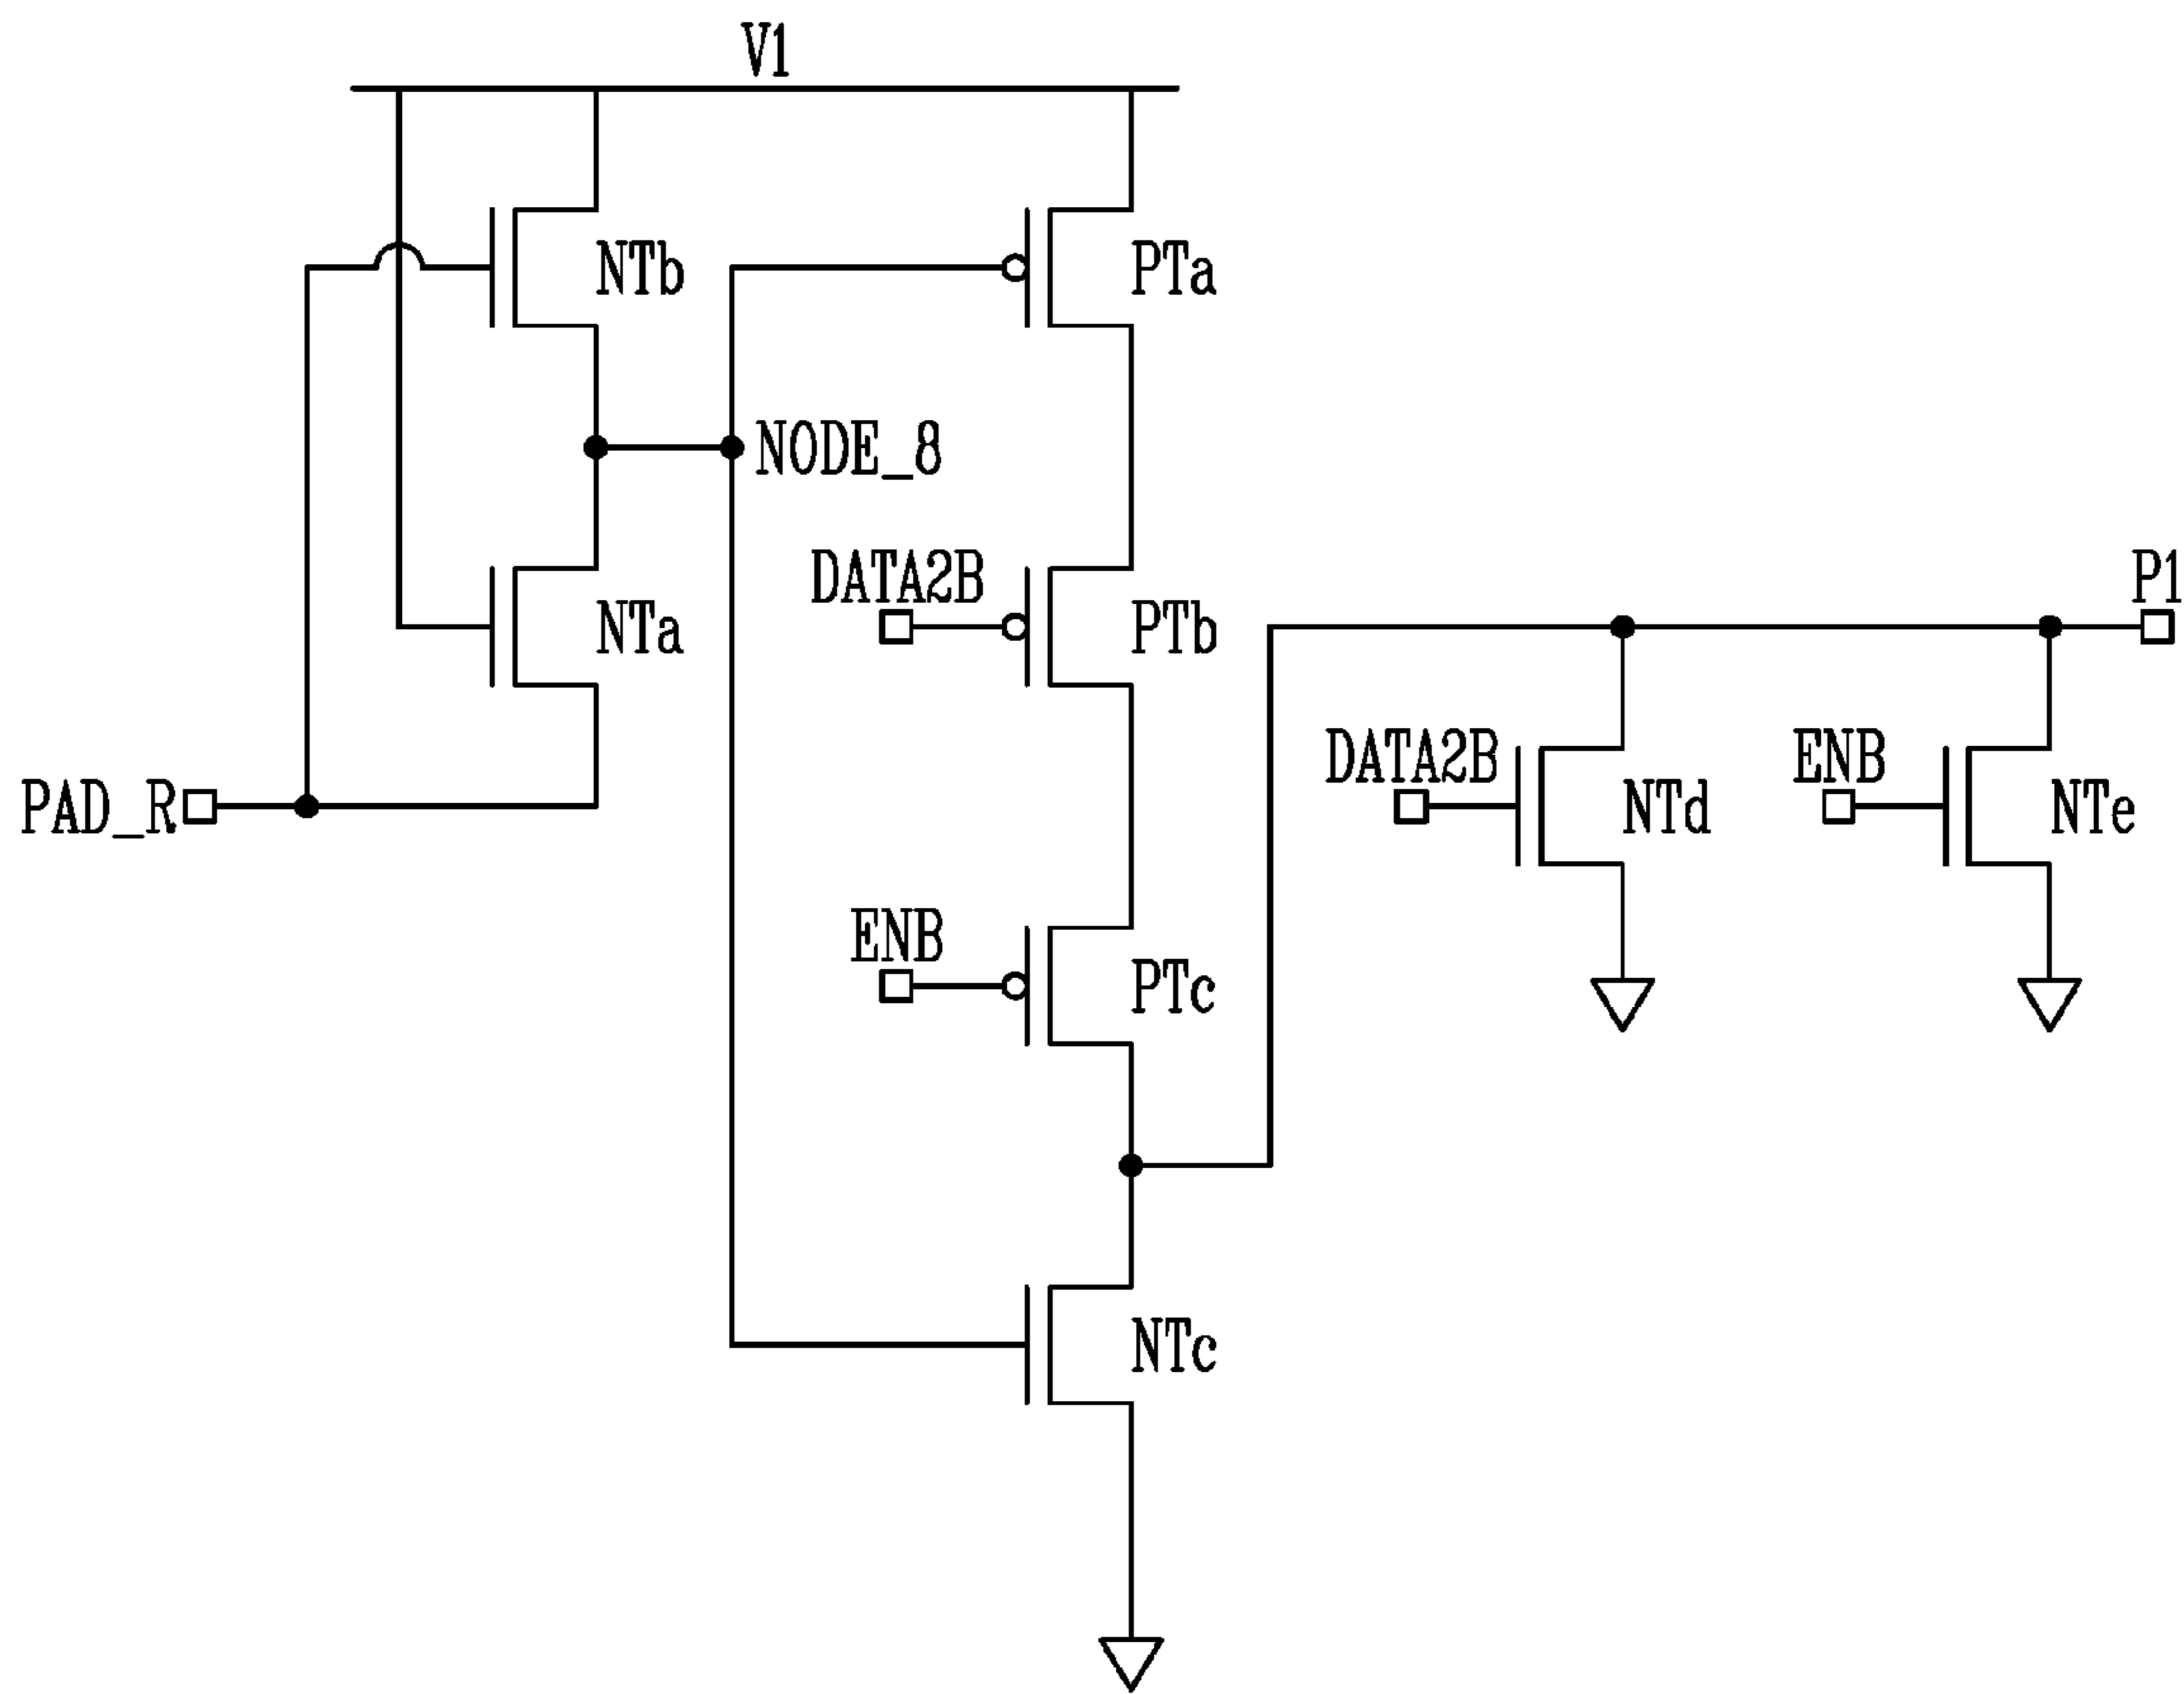 V1
NTb
PTa
NODE_8
DATA2B
NTa
PTb
P1
DATA2B
ENB
PAD_R
NTd
NTe
ENB
PTc
NTc